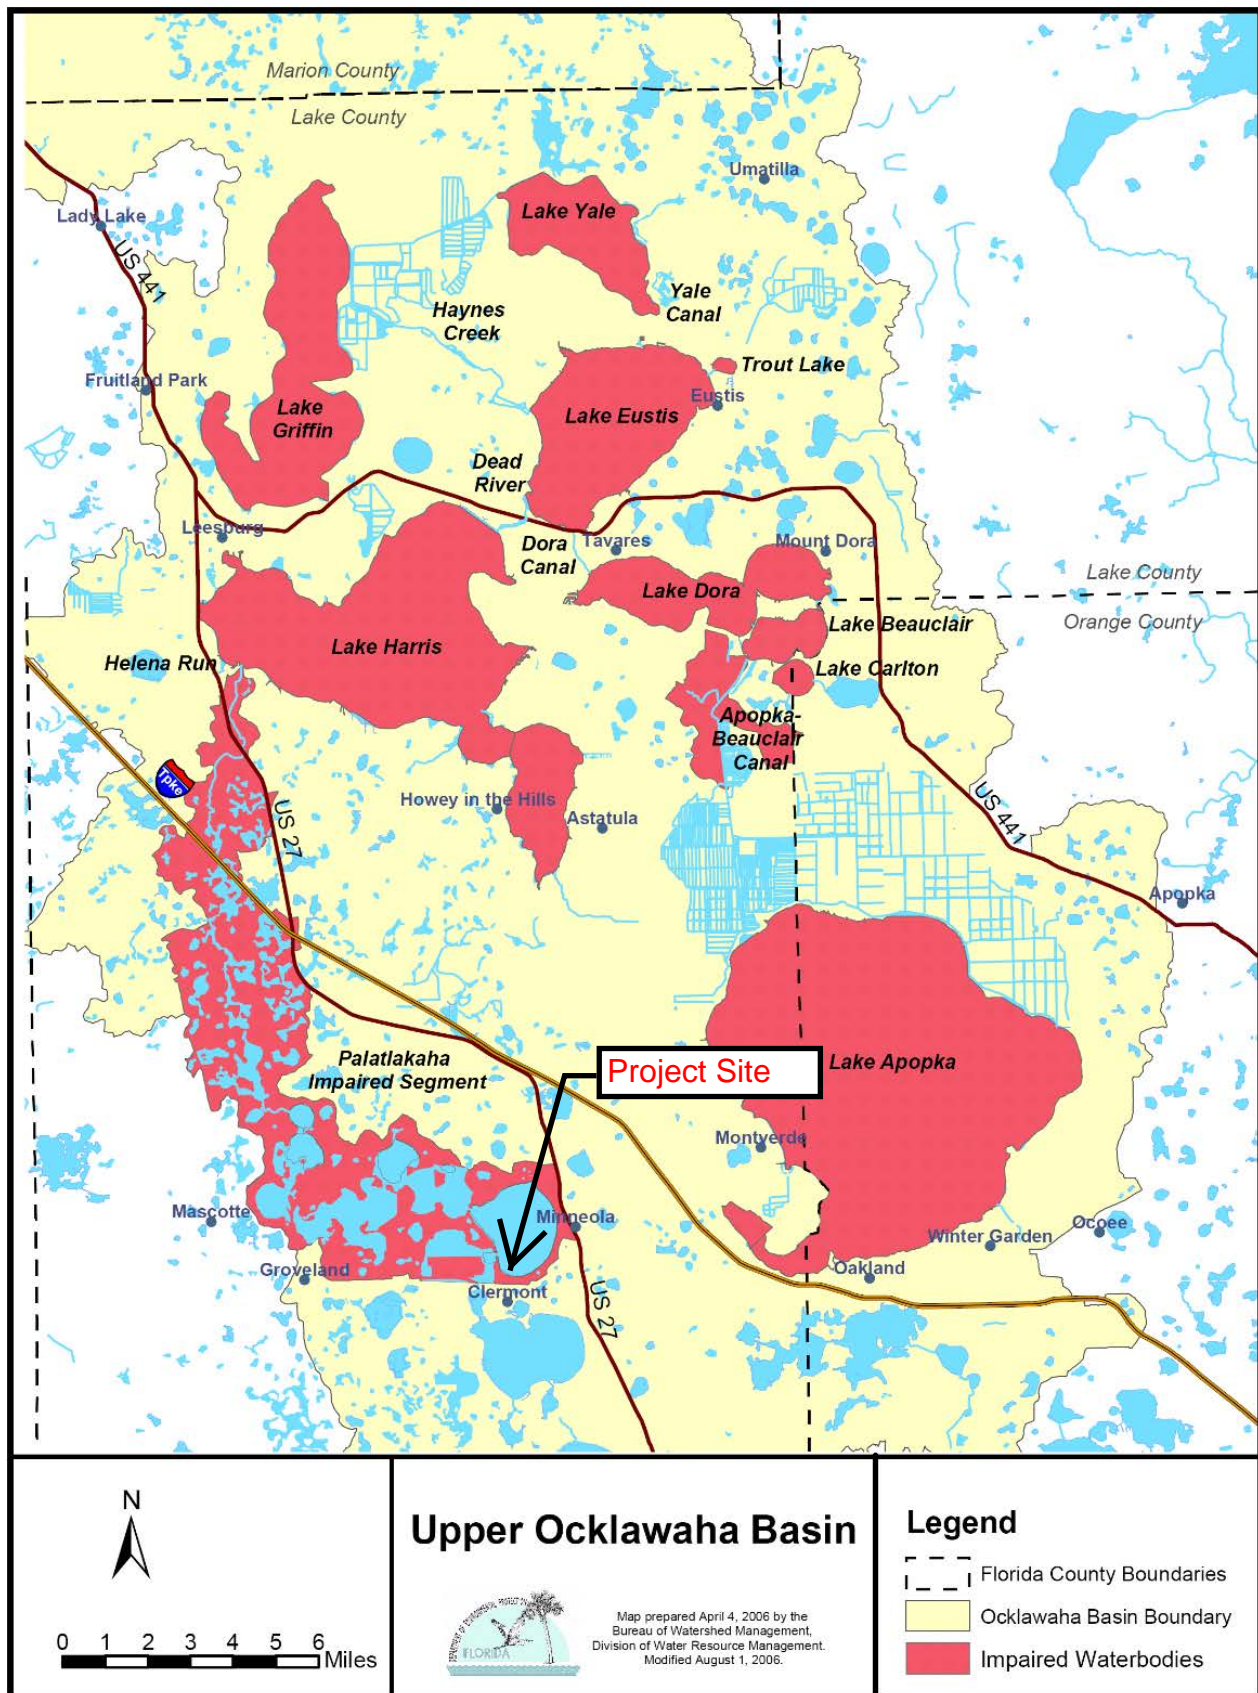 Marion County
Lake County
Umatilla
Lake Yale
Lady Lake
US 441
Yale
Canal
Haynes
Creek
Trout Lake
Fruitland Park
Eustis
Lake
Griffin
Lake Eustis
Dead
River
Leesburg
Dora
Canal
Tavares
Mount Dora
Lake County
Orange County
Lake Dora
Lake Beauclair
Lake Harris
Helena Run
Lake Carlton
Apopka-
Beauclair
Canal
Tpke
US 27
Howey in the Hills
Astatula
US 441
Apopka
Palatlakaha
Impaired Segment
Project Site
Lake Apopka
Montverde
Mascotte
Minneola
Winter Garden
Ocoee
Groveland
Oakland
Clermont
US 27
N
0 1 2 3 4 5 6
Miles
Upper Ocklawaha Basin
FLORIDA
Map prepared April 4, 2006 by the
Bureau of Watershed Management,
Division of Water Resource Management.
Modified August 1, 2006.
Legend
Florida County Boundaries
Ocklawaha Basin Boundary
Impaired Waterbodies